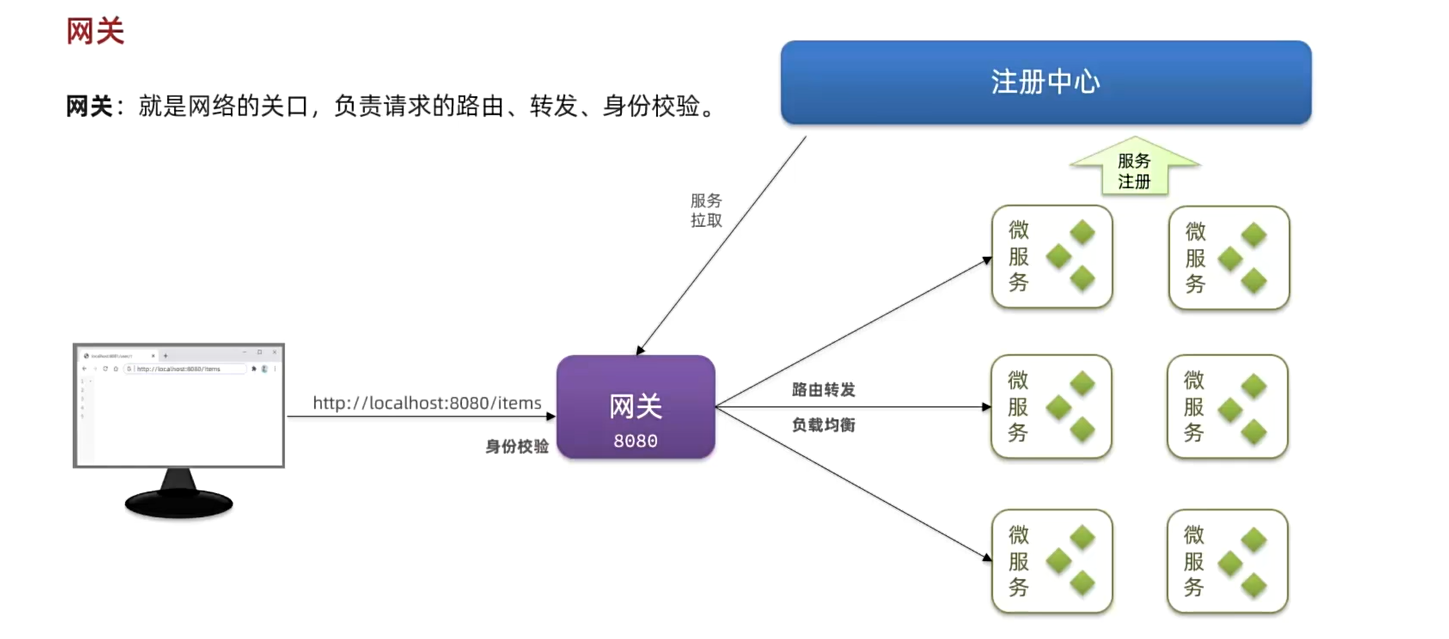 网关
网关：就是网络的关口，负责请求的路由、转发、身份校验。
注册中心
服务
注册
服务
拉取
微
服
务
微
服
务
http://localhost:8080/items
http://localhost:8080/items
身份校验
网关
8080
路由转发
负载均衡
微
服
务
微
服
务
微
服
务
微
服
务